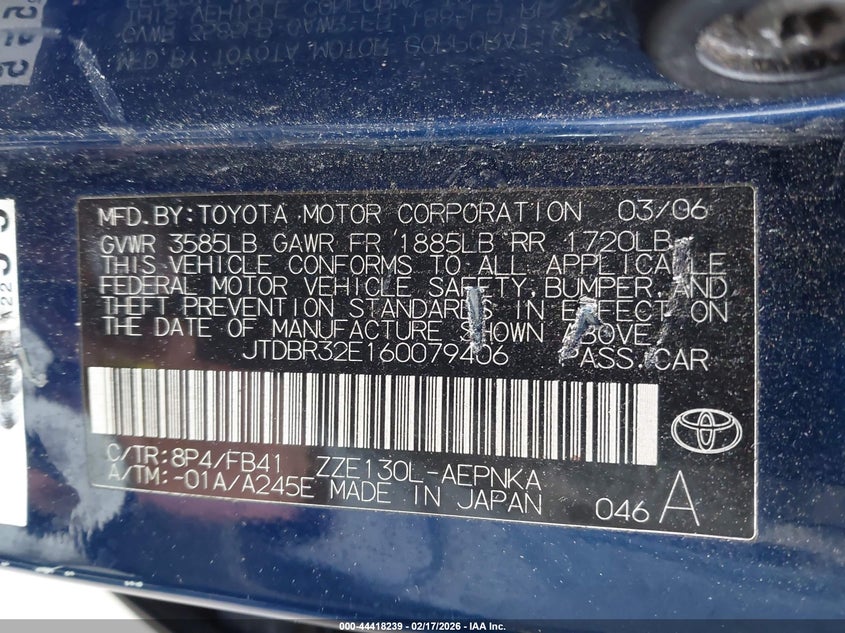 MFD.BY:TOYOTA MOTOR CORPORATION 03/06
GVWR 3585LB GAWR FR 1885LB RR 1720LB
THIS VEHICLE CONFORMS TO ALL APPLICABLE
FEDERAL MOTOR VEHICLE SAFETY,BUMPER,AND
THEFT PREVENTION STANDARDS IN EFFECT ON
THE DATE OF MANUFACTURE SHOWN ABOVE.
JTDBR32E160079406 PASS.CAR
C/TR:8P4/FB41 ZZE130L-AEPNKA
A/TM:-01A/A245E MADE IN JAPAN
046 A
000-44418239 - 02/17/2026 - IAA Inc.